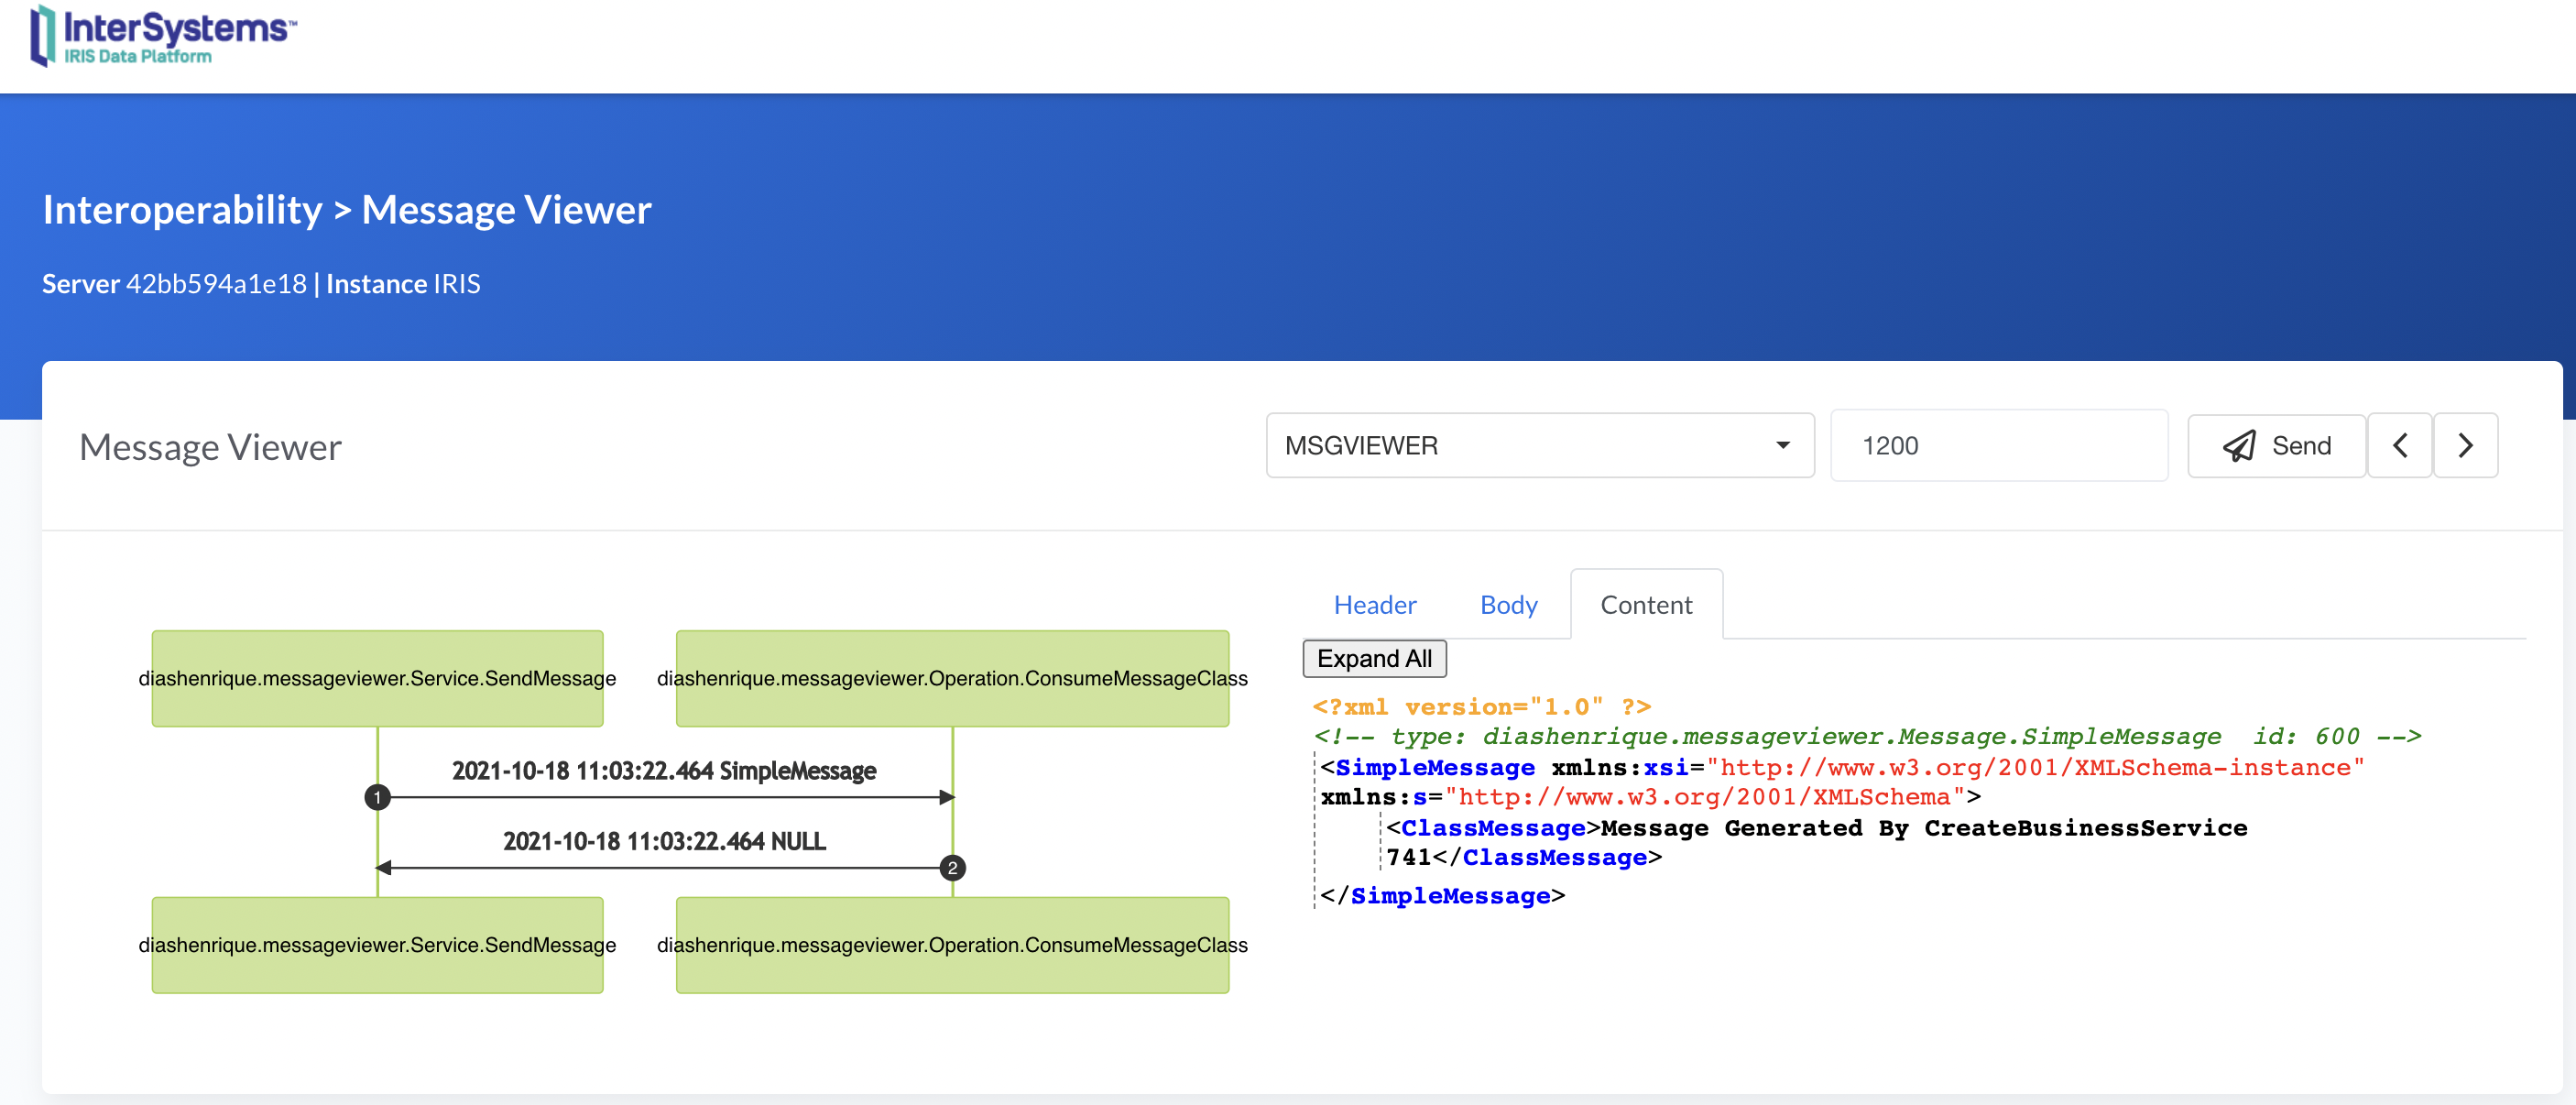 InterSystems™
IRIS Data Platform
Interoperability > Message Viewer
Server 42bb594a1e18 | Instance IRIS
Message Viewer
MSGVIEWER
1200
Send
Header
Body
Content
Expand All
diashenrique.messageviewer.Service.SendMessage
diashenrique.messageviewer.Operation.ConsumeMessageClass
2021-10-18 11:03:22.464 SimpleMessage
1
2021-10-18 11:03:22.464 NULL
2
diashenrique.messageviewer.Service.SendMessage
diashenrique.messageviewer.Operation.ConsumeMessageClass
<?xml version="1.0" ?>
<!-- type: diashenrique.messageviewer.Message.SimpleMessage  id: 600 -->
<SimpleMessage xmlns:xsi="http://www.w3.org/2001/XMLSchema-instance"
xmlns:s="http://www.w3.org/2001/XMLSchema">
<ClassMessage>Message Generated By CreateBusinessService
741</ClassMessage>
</SimpleMessage>